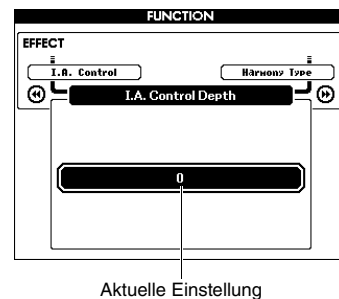 FUNCTION
EFFECT
I.A. Control
Harmony Type
I.A. Control Depth
0
Aktuelle Einstellung